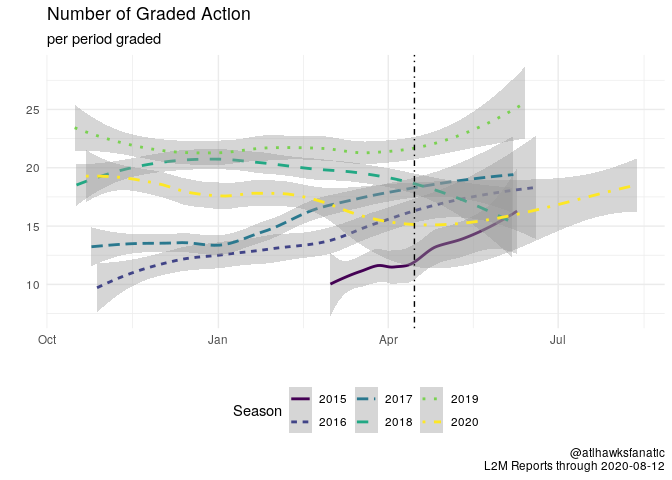 Number of Graded Action
per period graded
25
20
15
10
Oct Jan Apr Jul
Season 2015 2017 2019
2016 2018 2020
@atlhawksfanatic
L2M Reports through 2020-08-12